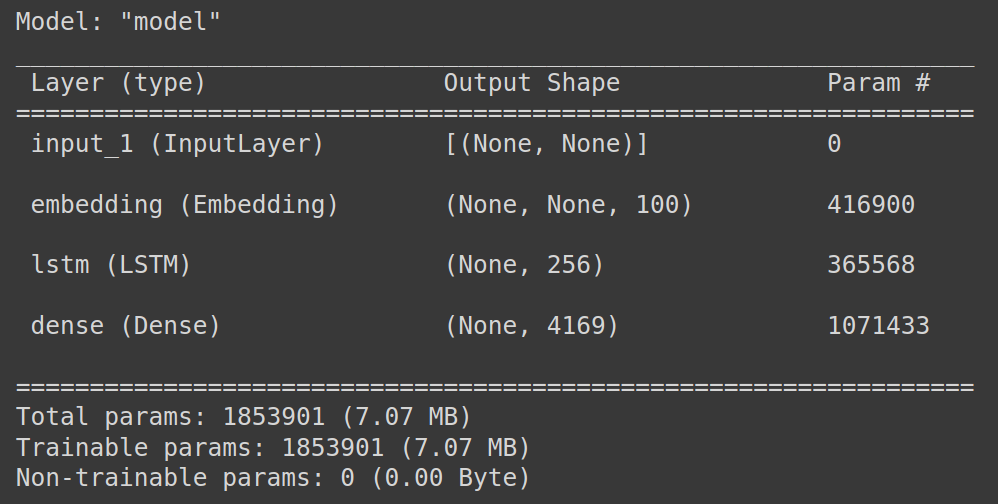 Model: "model"
_________________________________________________________________
Layer (type) Output Shape Param #
=================================================================
input_1 (InputLayer) [(None, None)] 0
embedding (Embedding) (None, None, 100) 416900
lstm (LSTM) (None, 256) 365568
dense (Dense) (None, 4169) 1071433
=================================================================
Total params: 1853901 (7.07 MB)
Trainable params: 1853901 (7.07 MB)
Non-trainable params: 0 (0.00 Byte)